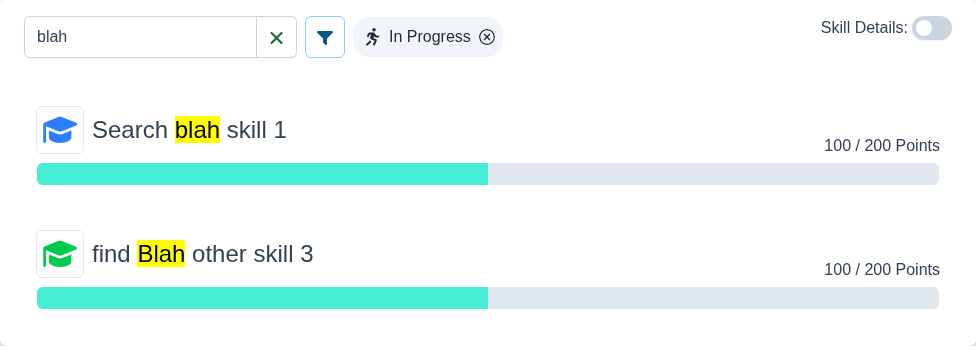 blah
In Progress
Skill Details:
Search blah skill 1
100 / 200 Points
find Blah other skill 3
100 / 200 Points